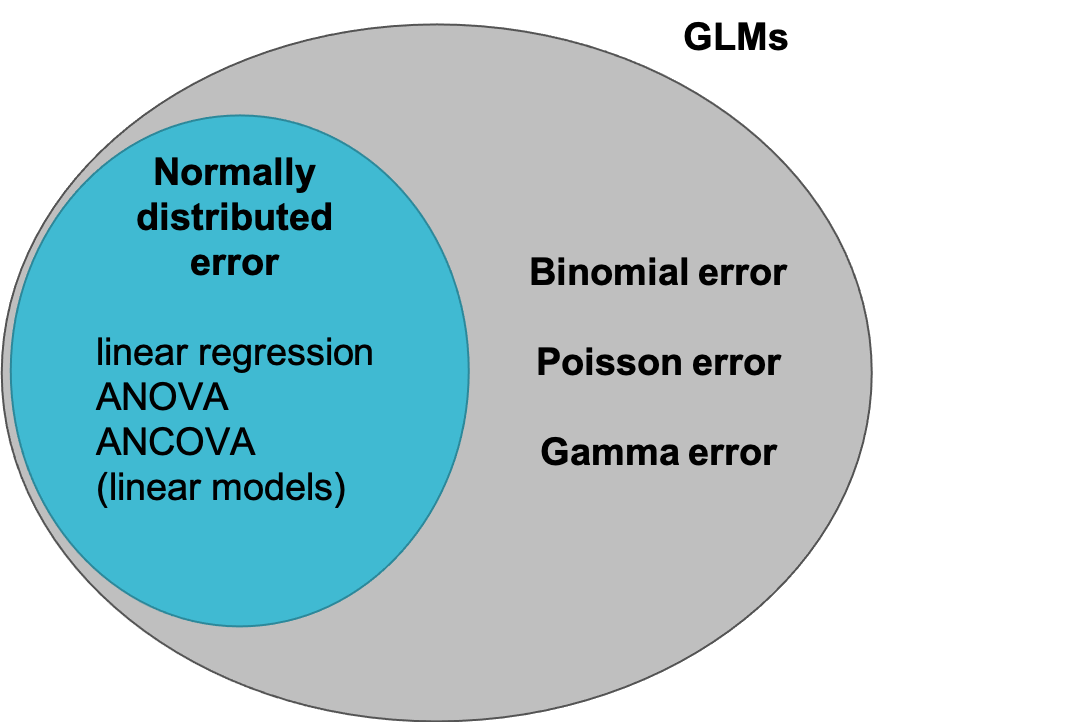 GLMs
Normally
distributed
error
linear regression
ANOVA
ANCOVA
(linear models)
Binomial error
Poisson error
Gamma error